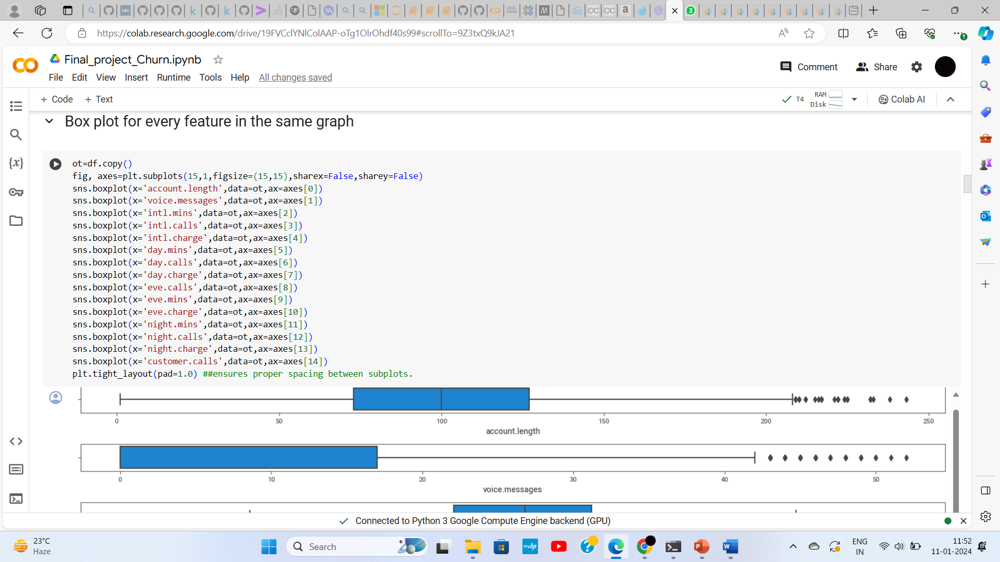 tds
CC
CC
3
https://colab.research.google.com/drive/19FVCclYNlColAAP-oTg1OlrOhdf40s99#scrollTo=9Z3txQ9kJA21
Final_project_Churn.ipynb
Comment
Share
File Edit View Insert Runtime Tools Help All changes saved
+ Code + Text
T4
RAM
Disk
Colab AI
Box plot for every feature in the same graph
ot=df.copy()
fig, axes=plt.subplots(15,1,figsize=(15,15),sharex=False,sharey=False)
sns.boxplot(x='account.length',data=ot,ax=axes[0])
sns.boxplot(x='voice.messages',data=ot,ax=axes[1])
sns.boxplot(x='intl.mins',data=ot,ax=axes[2])
sns.boxplot(x='intl.calls',data=ot,ax=axes[3])
sns.boxplot(x='intl.charge',data=ot,ax=axes[4])
sns.boxplot(x='day.mins',data=ot,ax=axes[5])
sns.boxplot(x='day.calls',data=ot,ax=axes[6])
sns.boxplot(x='day.charge',data=ot,ax=axes[7])
sns.boxplot(x='eve.calls',data=ot,ax=axes[8])
sns.boxplot(x='eve.mins',data=ot,ax=axes[9])
sns.boxplot(x='eve.charge',data=ot,ax=axes[10])
sns.boxplot(x='night.mins',data=ot,ax=axes[11])
sns.boxplot(x='night.calls',data=ot,ax=axes[12])
sns.boxplot(x='night.charge',data=ot,ax=axes[13])
sns.boxplot(x='customer.calls',data=ot,ax=axes[14])
plt.tight_layout(pad=1.0) ##ensures proper spacing between subplots.
0 50 100 150 200 250
account.length
0 10 20 30 40 50
voice.messages
Connected to Python 3 Google Compute Engine backend (GPU)
23°C
Haze
Search
myhp
ENG
IN
11:52
11-01-2024